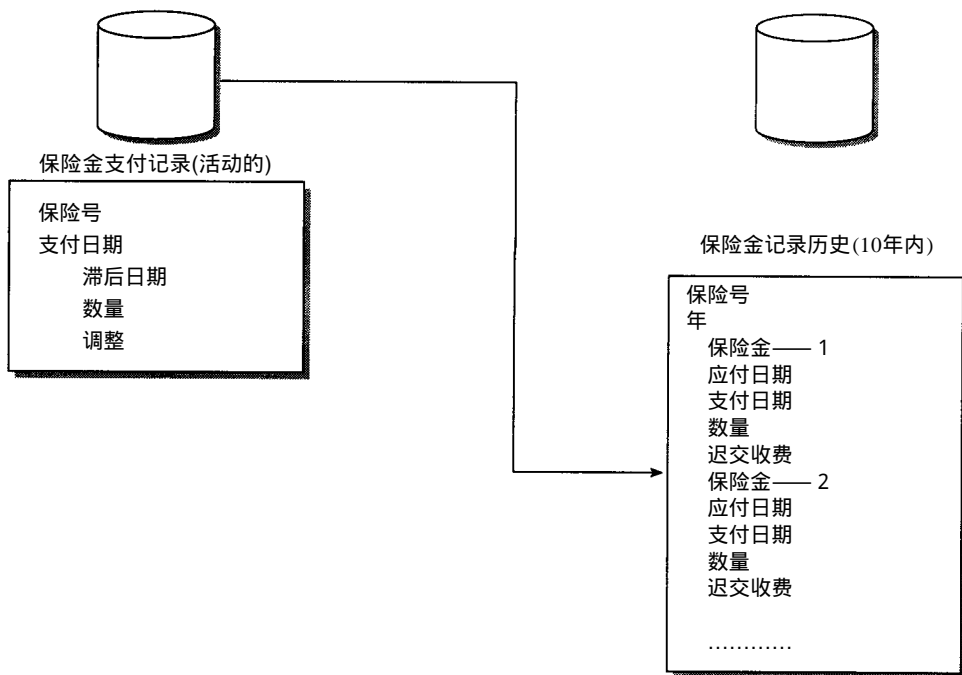 保险金支付记录(活动的)
保险号
支付日期
滞后日期
数量
调整
保险金记录历史(10年内)
保险号
年
保险金—— 1
应付日期
支付日期
数量
迟交收费
保险金—— 2
应付日期
支付日期
数量
迟交收费
…………